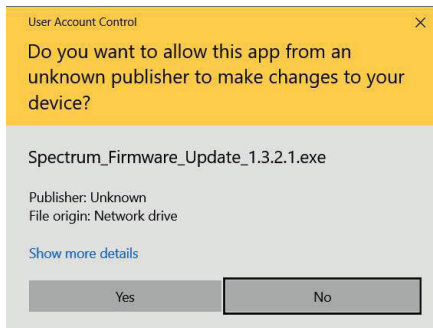 User Account Control
Do you want to allow this app from an
unknown publisher to make changes to your
device?
Spectrum_Firmware_Update_1.3.2.1.exe
Publisher: Unknown
File origin: Network drive
Show more details
Yes
No